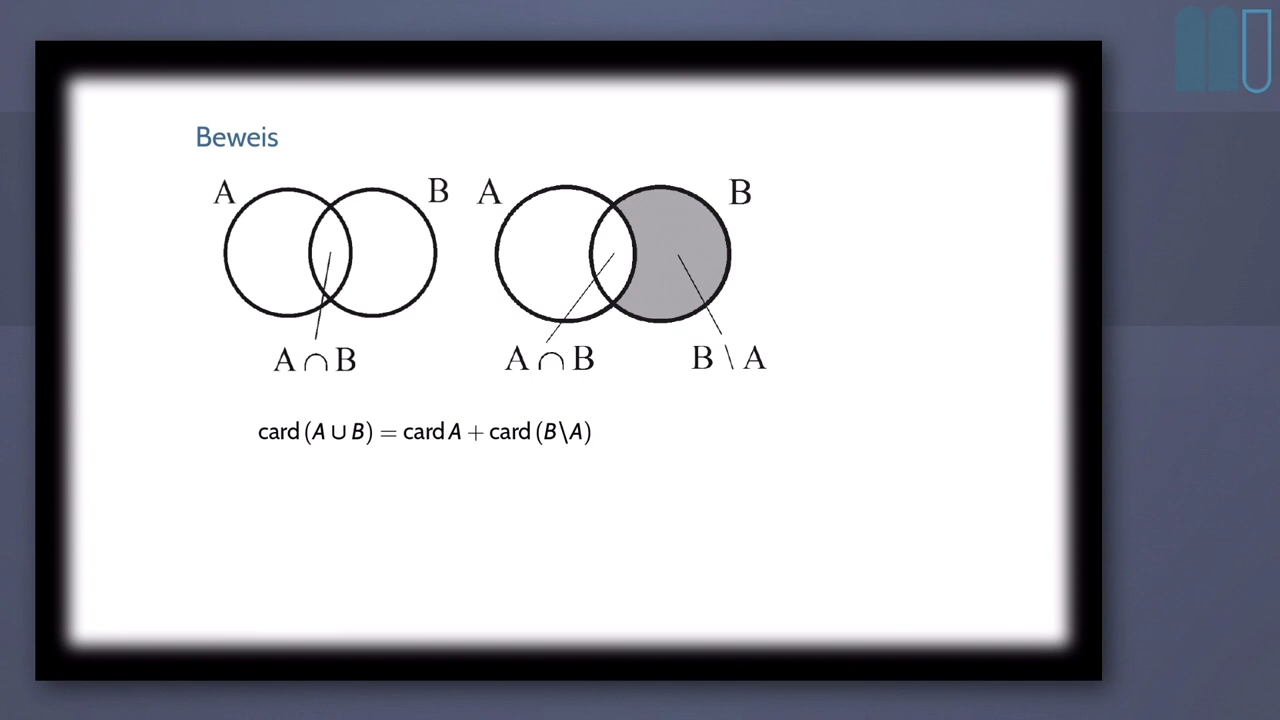 Beweis
A B A B
A ∩ B A ∩ B B \ A
card (A ∪ B) = card A + card (B\A)